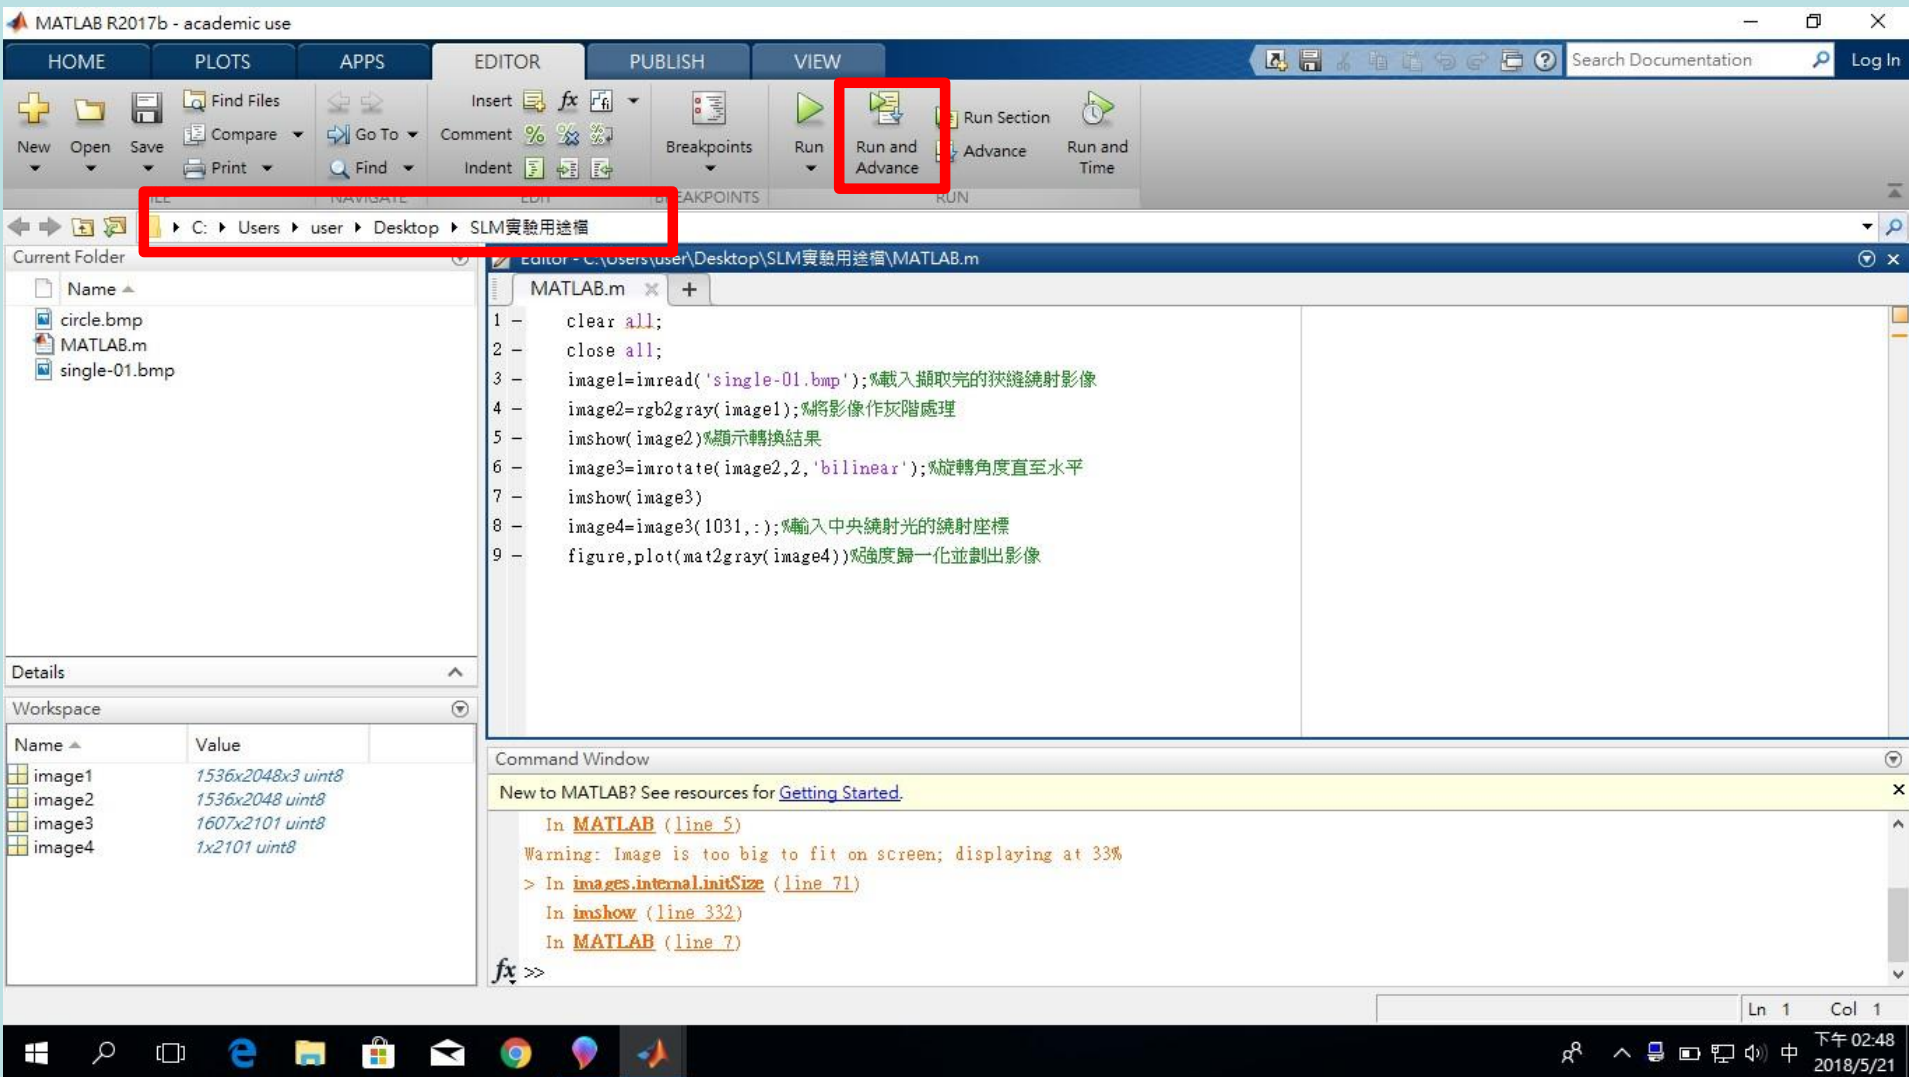 MATLAB R2017b - academic use
HOME PLOTS APPS EDITOR PUBLISH VIEW Search Documentation Log In
Find Files Insert fx
New Open Save Compare Go To Comment Breakpoints Run Run and Advance Run Section Advance Run and Time
Print Find Indent
NAVIGATE EDIT BREAKPOINTS RUN
C: Users user Desktop SLM實驗用途檔
Current Folder
Editor - C:\Users\user\Desktop\SLM實驗用途檔\MATLAB.m
Name
MATLAB.m +
circle.bmp
MATLAB.m
single-01.bmp
1 clear all;
2 close all;
3 image1=imread('single-01.bmp');%載入擷取完的狹縫繞射影像
4 image2=rgb2gray(image1);%將影像作灰階處理
5 imshow(image2)%顯示轉換結果
6 image3=imrotate(image2,2,'bilinear');%旋轉角度直至水平
7 imshow(image3)
8 image4=image3(1031,:);%輸入中央繞射光的繞射座標
9 figure,plot(mat2gray(image4))%強度歸一化並劃出影像
Details
Workspace
Name Value
image1 1536x2048x3 uint8
image2 1536x2048 uint8
image3 1607x2101 uint8
image4 1x2101 uint8
Command Window
New to MATLAB? See resources for Getting Started.
In MATLAB (line 5)
Warning: Image is too big to fit on screen; displaying at 33%
> In images.internal.initSize (line 71)
In imshow (line 332)
In MATLAB (line 7)
fx >>
Ln 1 Col 1
中 下午 02:48
2018/5/21